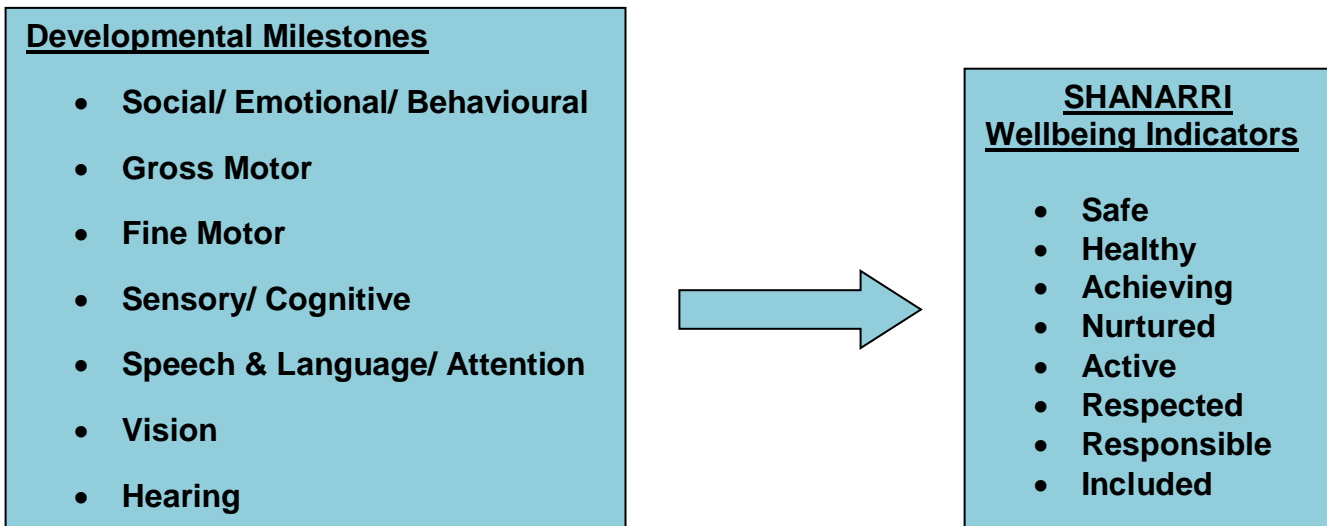 Developmental Milestones
• Social/ Emotional/ Behavioural
• Gross Motor
• Fine Motor
• Sensory/ Cognitive
• Speech & Language/ Attention
• Vision
• Hearing
SHANARRI
Wellbeing Indicators
• Safe
• Healthy
• Achieving
• Nurtured
• Active
• Respected
• Responsible
• Included